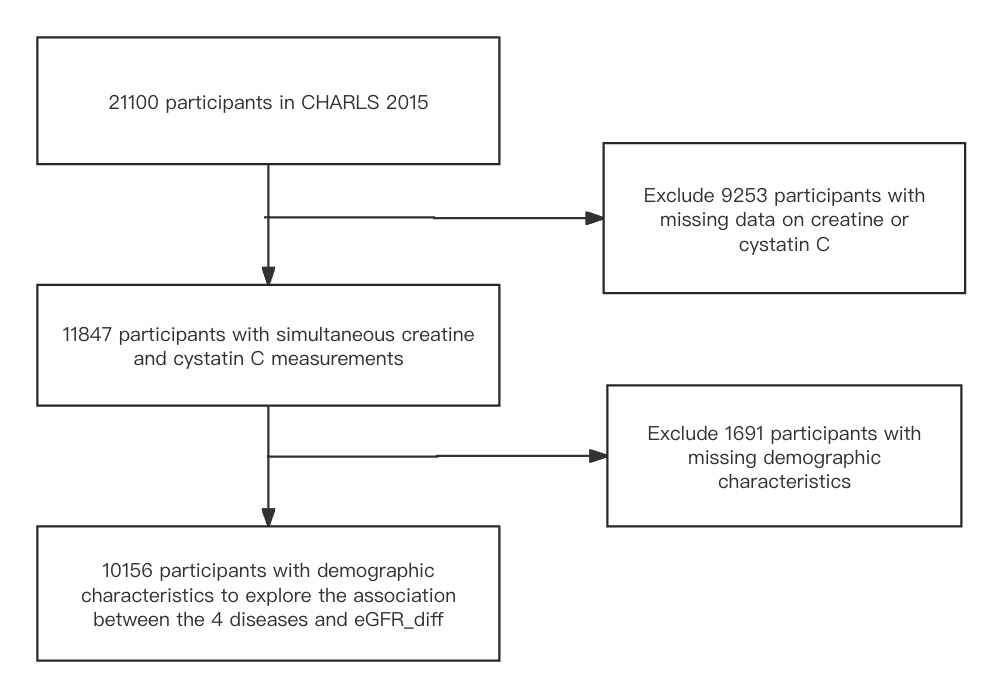 21100 participants in CHARLS 2015
Exclude 9253 participants with
missing data on creatine or
cystatin C
11847 participants with simultaneous creatine
and cystatin C measurements
Exclude 1691 participants with
missing demographic
characteristics
10156 participants with demographic
characteristics to explore the association
between the 4 diseases and eGFR_diff